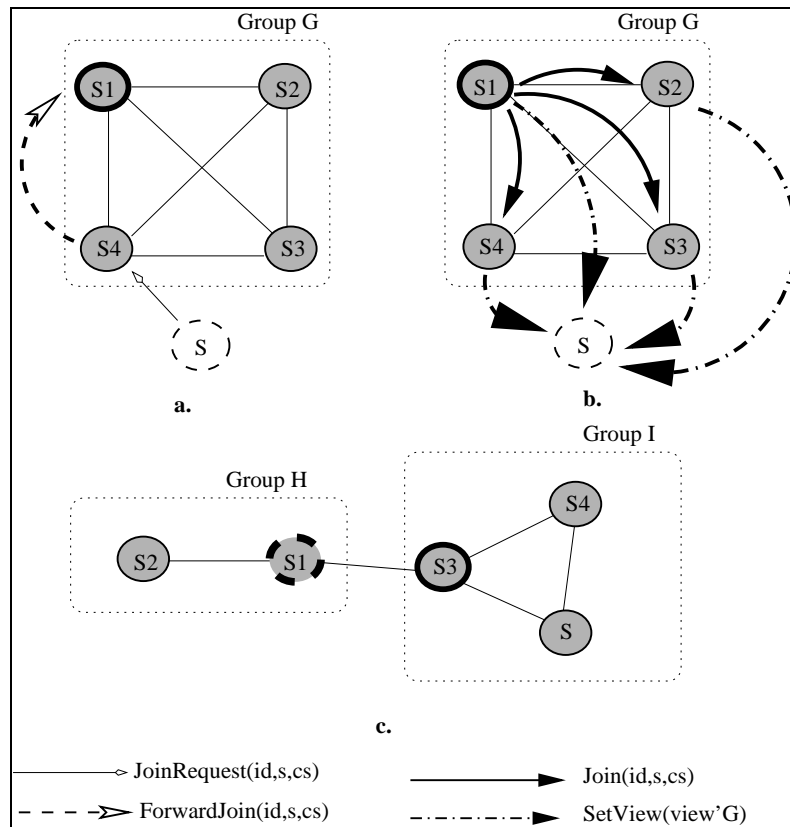 Group G
S1
S2
S4
S3
S
a.
Group G
S1
S2
S4
S3
S
b.
Group I
Group H
S4
S2
S1
S3
S
c.
JoinRequest(id,s,cs)
Join(id,s,cs)
ForwardJoin(id,s,cs)
SetView(view'G)